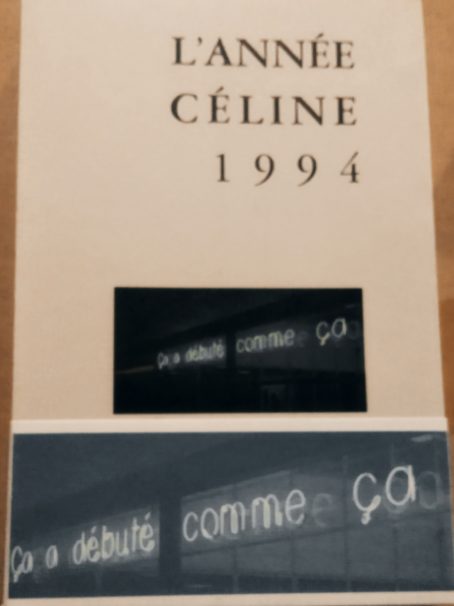 L'ANNÉE
CÉLINE
1994
Ça a débuté comme ça
Ça a débuté comme ça